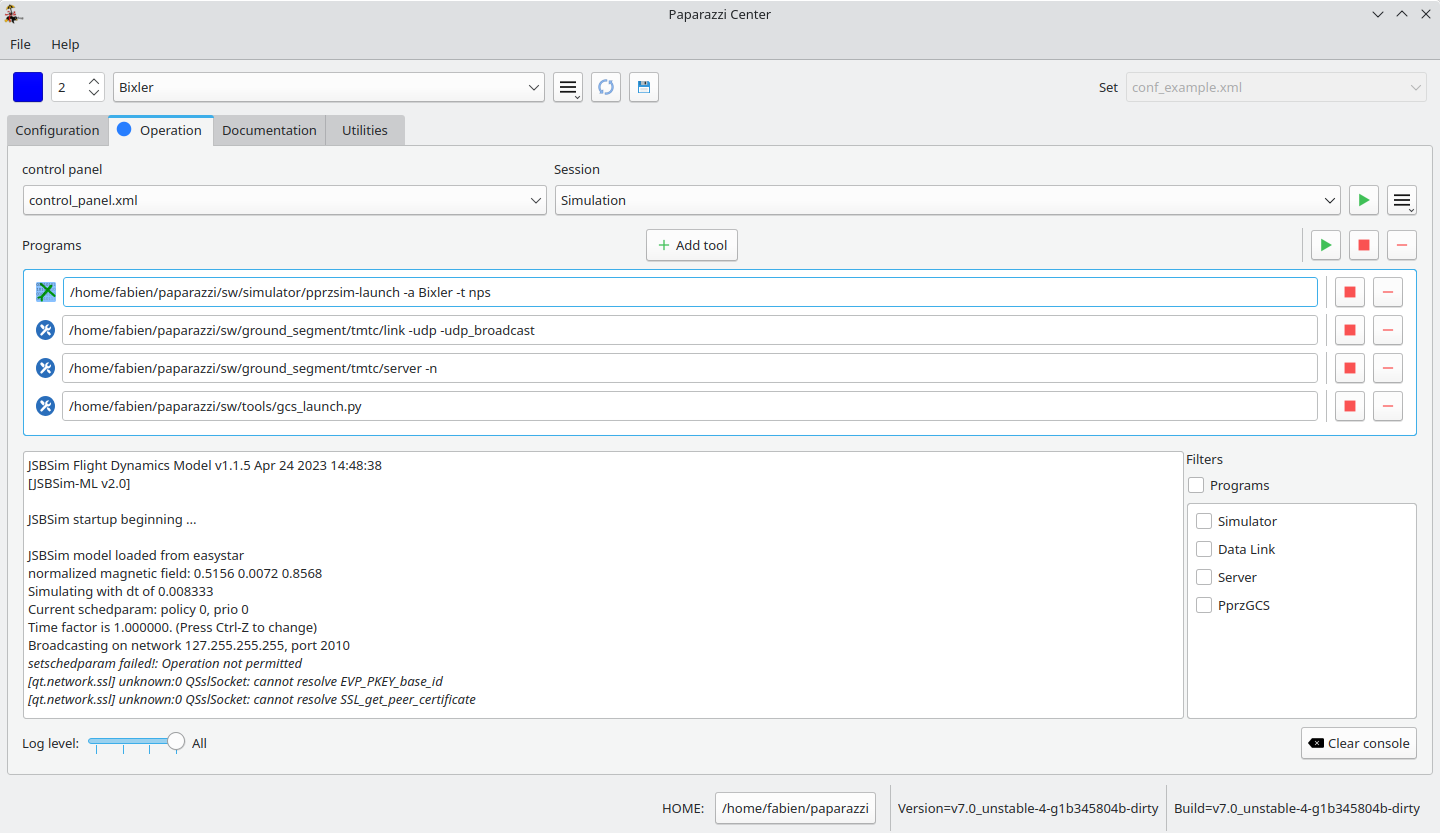 Paparazzi Center
File Help
2 Bixler Set conf_example.xml
Configuration Operation Documentation Utilities
control panel Session
control_panel.xml Simulation
Programs + Add tool
/home/fabien/paparazzi/sw/simulator/pprzsim-launch -a Bixler -t nps
/home/fabien/paparazzi/sw/ground_segment/tmtc/link -udp -udp_broadcast
/home/fabien/paparazzi/sw/ground_segment/tmtc/server -n
/home/fabien/paparazzi/sw/tools/gcs_launch.py
JSBSim Flight Dynamics Model v1.1.5 Apr 24 2023 14:48:38
[JSBSim-ML v2.0]
JSBSim startup beginning ...
JSBSim model loaded from easystar
normalized magnetic field: 0.5156 0.0072 0.8568
Simulating with dt of 0.008333
Current schedparam: policy 0, prio 0
Time factor is 1.000000. (Press Ctrl-Z to change)
Broadcasting on network 127.255.255.255, port 2010
setschedparam failed!: Operation not permitted
[qt.network.ssl] unknown:0 QSslSocket: cannot resolve EVP_PKEY_base_id
[qt.network.ssl] unknown:0 QSslSocket: cannot resolve SSL_get_peer_certificate
Filters
Programs
Simulator
Data Link
Server
PprzGCS
Log level: All Clear console
HOME: /home/fabien/paparazzi Version=v7.0_unstable-4-g1b345804b-dirty Build=v7.0_unstable-4-g1b345804b-dirty